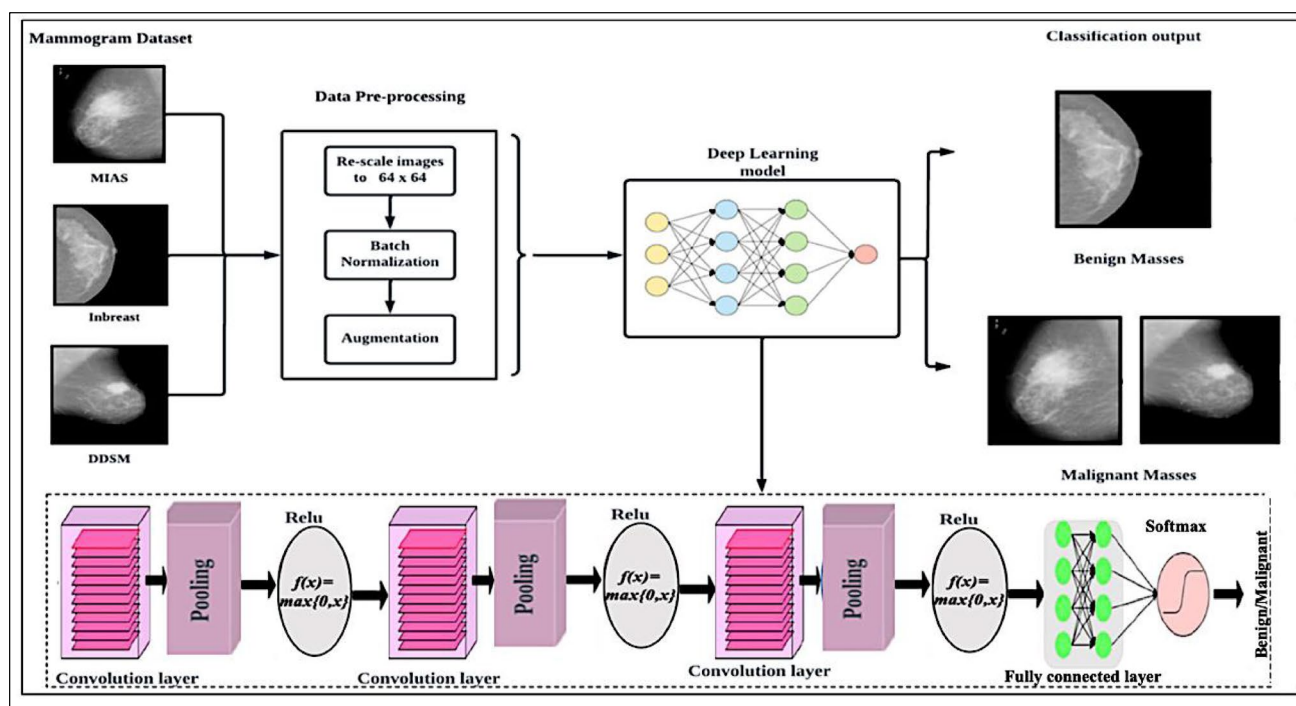 Mammogram Dataset
MIAS
Inbreast
DDSM
Data Pre-processing
Re-scale images
to 64 x 64
Batch
Normalization
Augmentation
Deep Learning
model
Classification output
Benign Masses
Malignant Masses
Convolution layer
Pooling
Relu
f(x)=
max{0,x}
Convolution layer
Pooling
Relu
f(x)=
max{0,x}
Convolution layer
Pooling
Relu
f(x)=
max{0,x}
Fully connected layer
Softmax
Benign/Malignant